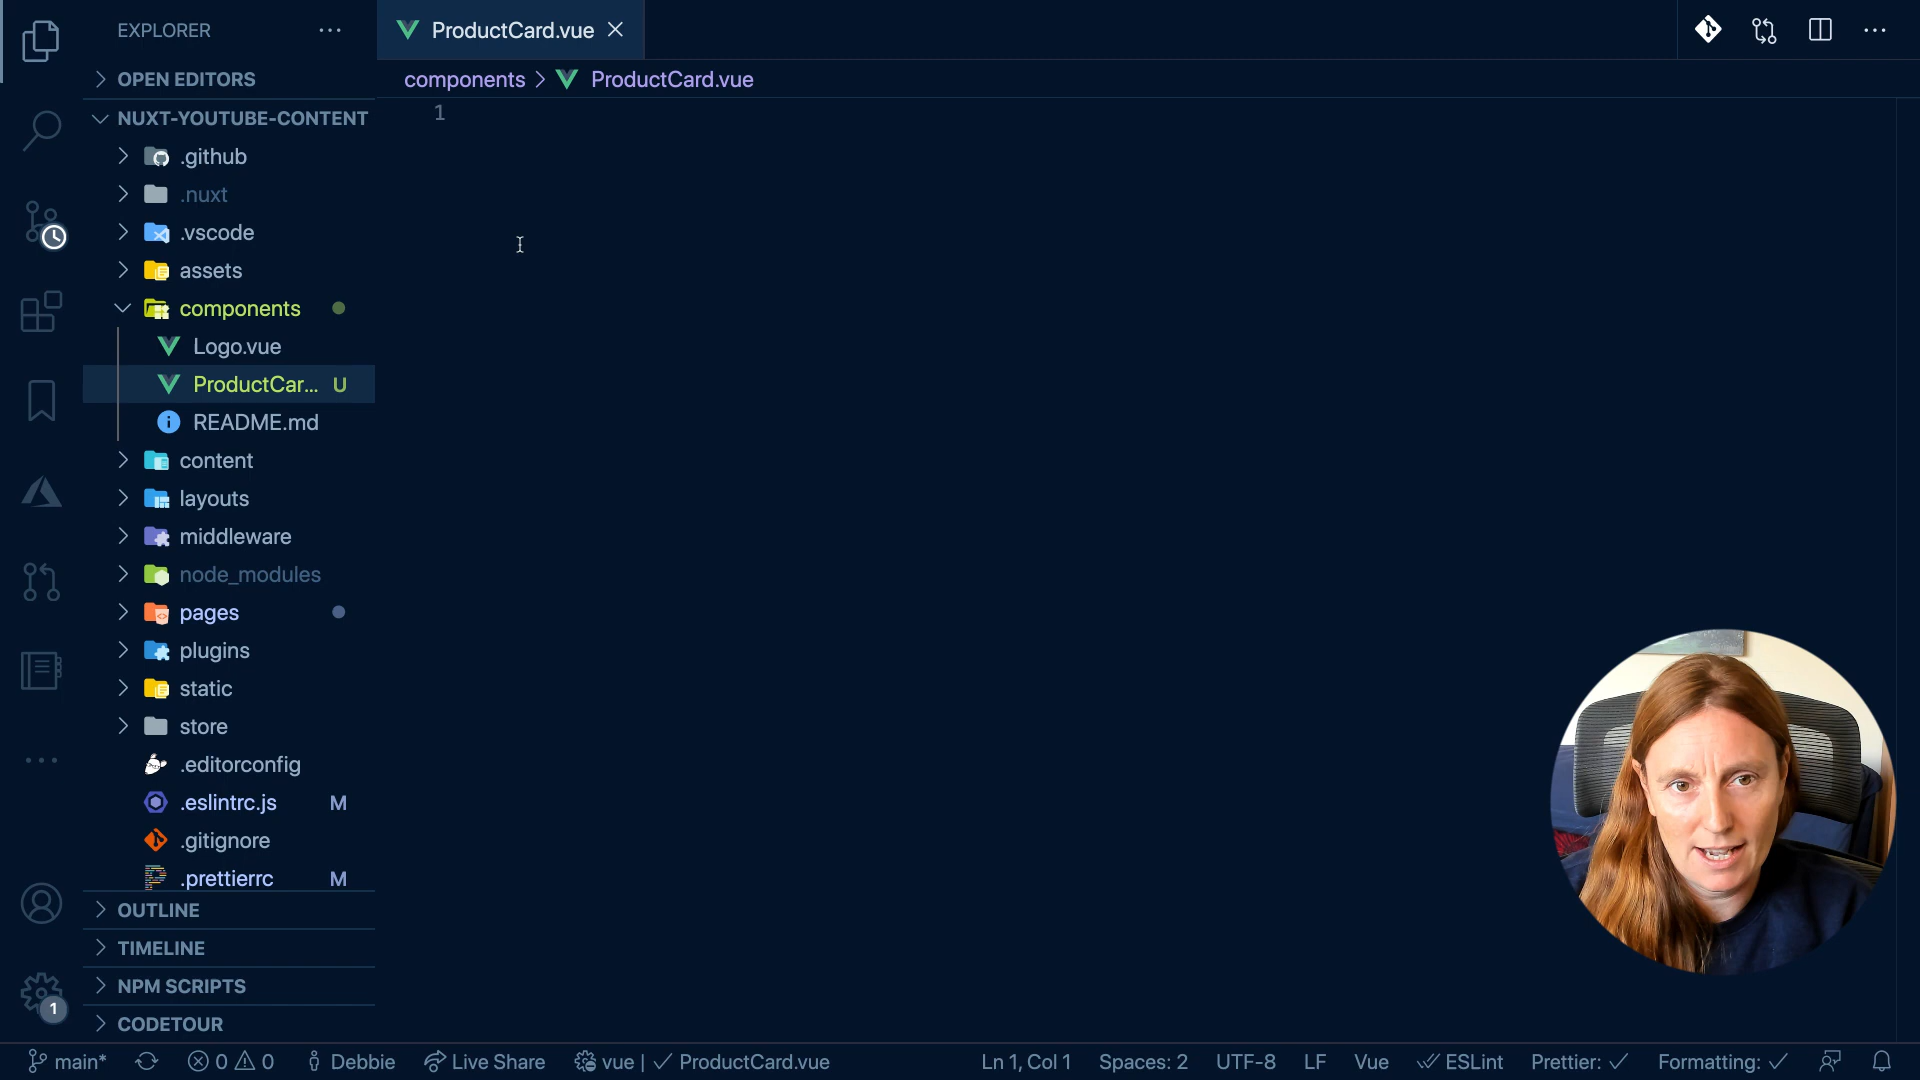 EXPLORER
ProductCard.vue
OPEN EDITORS
components > ProductCard.vue
NUXT-YOUTUBE-CONTENT
1
.github
.nuxt
.vscode
assets
components
Logo.vue
ProductCar... U
README.md
content
layouts
middleware
node_modules
pages
plugins
static
store
.editorconfig
.eslintrc.js M
.gitignore
.prettierrc M
OUTLINE
TIMELINE
NPM SCRIPTS
1
CODETOUR
main* 0 0 Debbie Live Share vue | ProductCard.vue Ln 1, Col 1 Spaces: 2 UTF-8 LF Vue ESLint Prettier: Formatting: